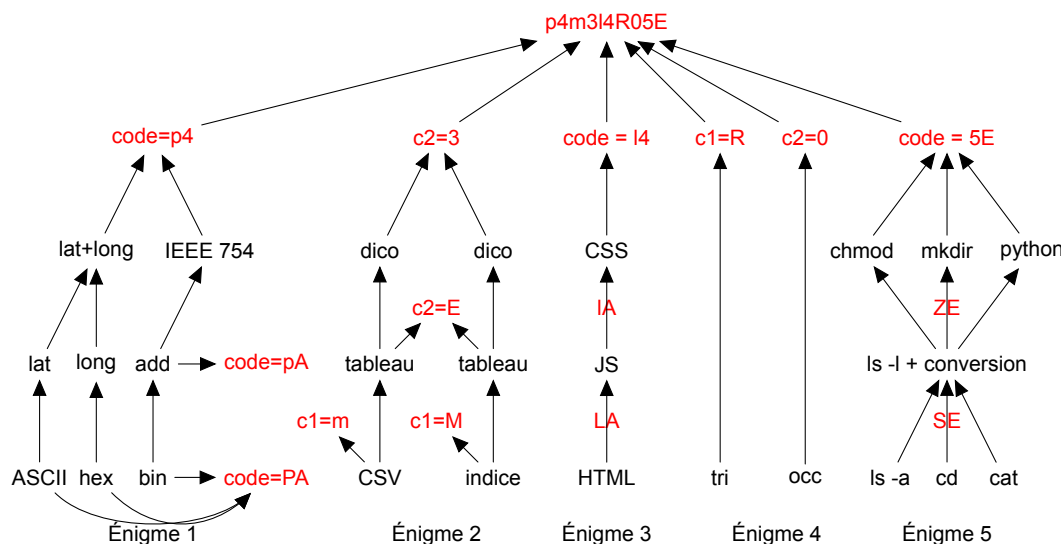 p4m3l4R05E
code=p4 c2=3 code = l4 c1=R c2=0 code = 5E
lat+long IEEE 754 dico dico CSS chmod mkdir python
c2=E lA ZE
lat long add code=pA tableau tableau JS ls -l + conversion
c1=m c1=M LA SE
ASCII hex bin code=PA CSV indice HTML tri occ ls -a cd cat
Énigme 1 Énigme 2 Énigme 3 Énigme 4 Énigme 5